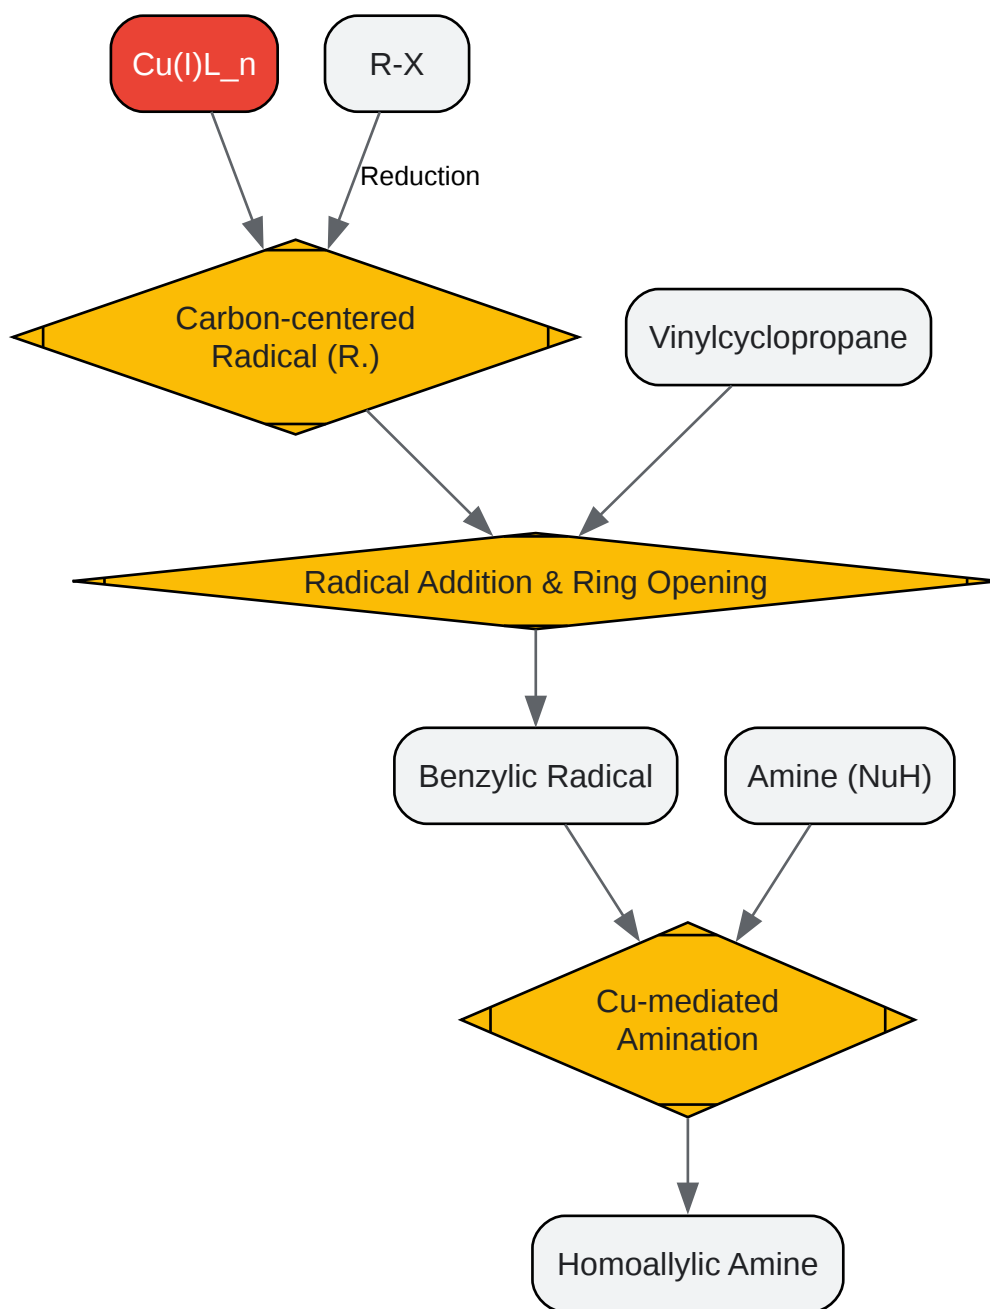 Cu(I)L_n
R-X
Reduction
Carbon-centered
Radical (R.)
Vinylcyclopropane
Radical Addition & Ring Opening
Benzylic Radical
Amine (NuH)
Cu-mediated
Amination
Homoallylic Amine